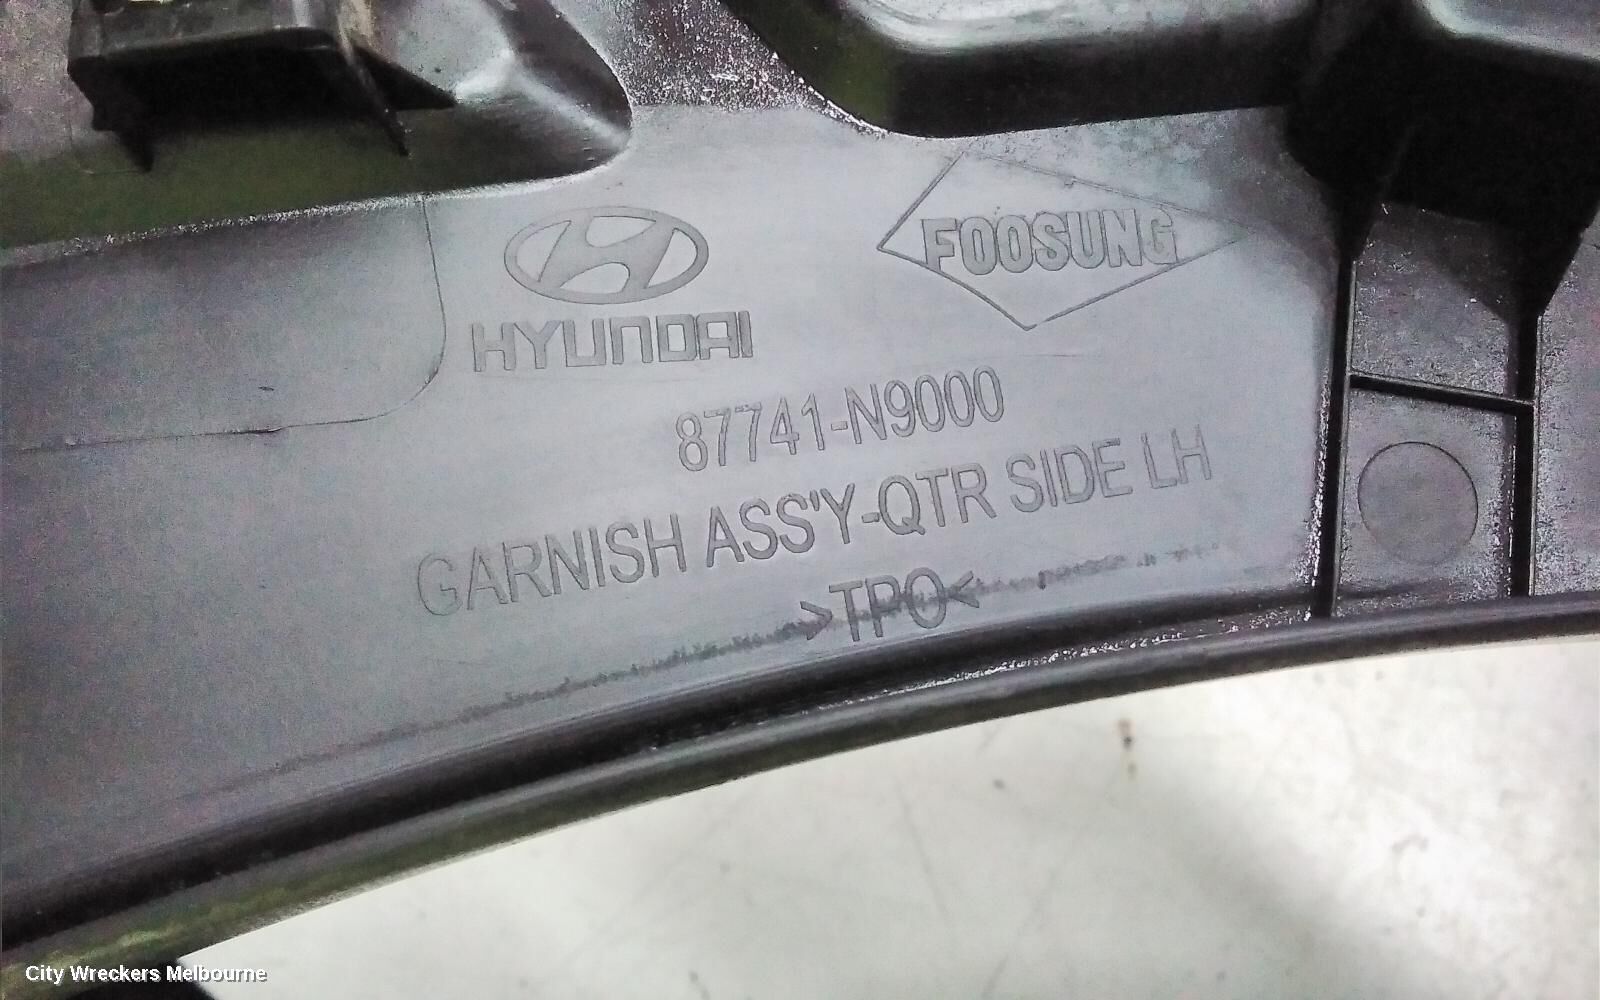 HYUNDAI
FOOSUNG
87741-N9000
GARNISH ASS'Y-QTR SIDE LH
>TPO<
City Wreckers Melbourne